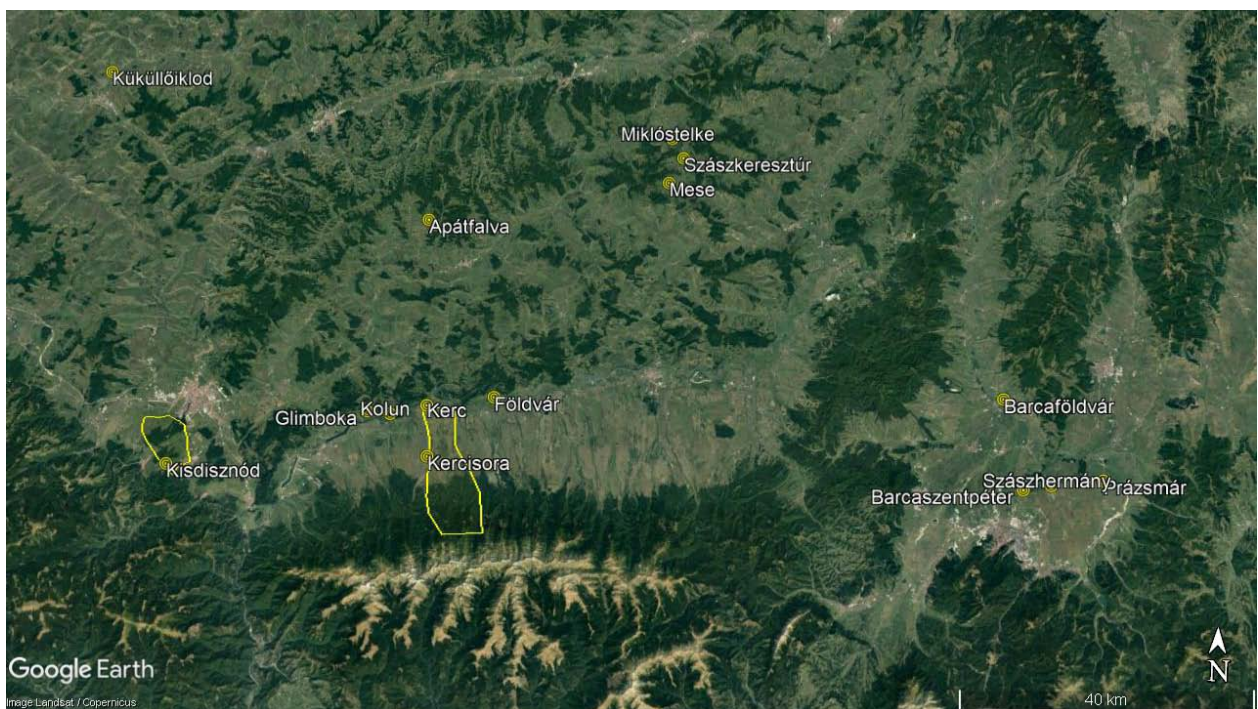 Küküllőiklod
Miklóstelke
Szászkeresztúr
Mese
Apátfalva
Glimboka
Kolun
Kerc
Földvár
Barcaföldvár
Kisdisznód
Kercisora
Szászhermány
Prázsmár
Barcaszentpéter
Google Earth
N
Image Landsat / Copernicus
40 km